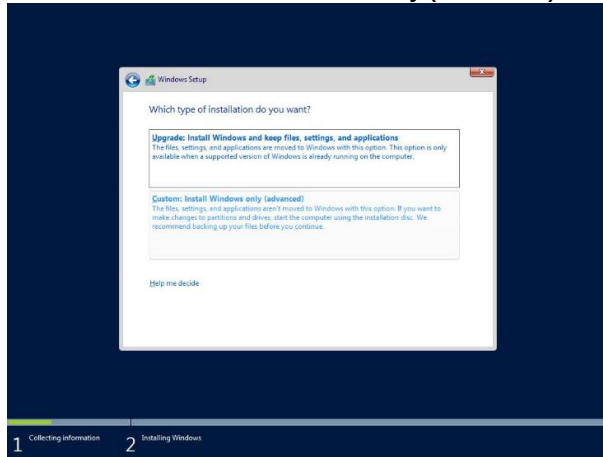 Windows Setup
Which type of installation do you want?
Upgrade: Install Windows and keep files, settings, and applications
The files, settings, and applications are moved to Windows with this option. This option is only
available when a supported version of Windows is already running on the computer.
Custom: Install Windows only (advanced)
The files, settings, and applications aren't moved to Windows with this option. If you want to
make changes to partitions and drives, start the computer using the installation disc. We
recommend backing up your files before you continue.
Help me decide
1 Collecting information 2 Installing Windows